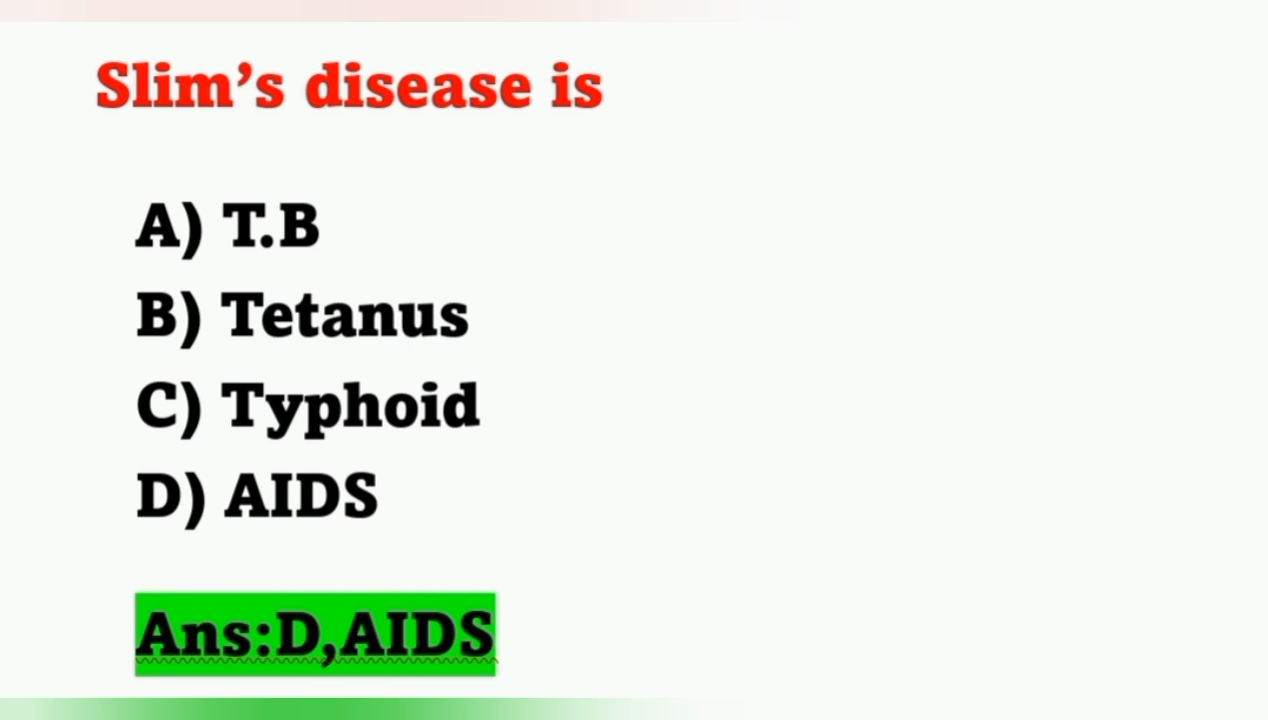 Slim’s disease is
A) T.B
B) Tetanus
C) Typhoid
D) AIDS
Ans:D,AIDS